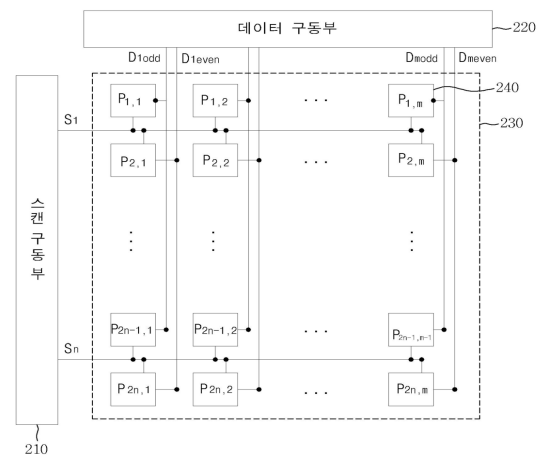 데이터 구동부
220
D1odd D1even Dmodd Dmeven
240
P1,1 P1,2 ... P1,m
230
S1
P2,1 P2,2 ... P2,m
스캔 구동부
P2n-1,1 P2n-1,2 ... P2n-1,m-1
Sn
P2n,1 P2n,2 ... P2n,m
210